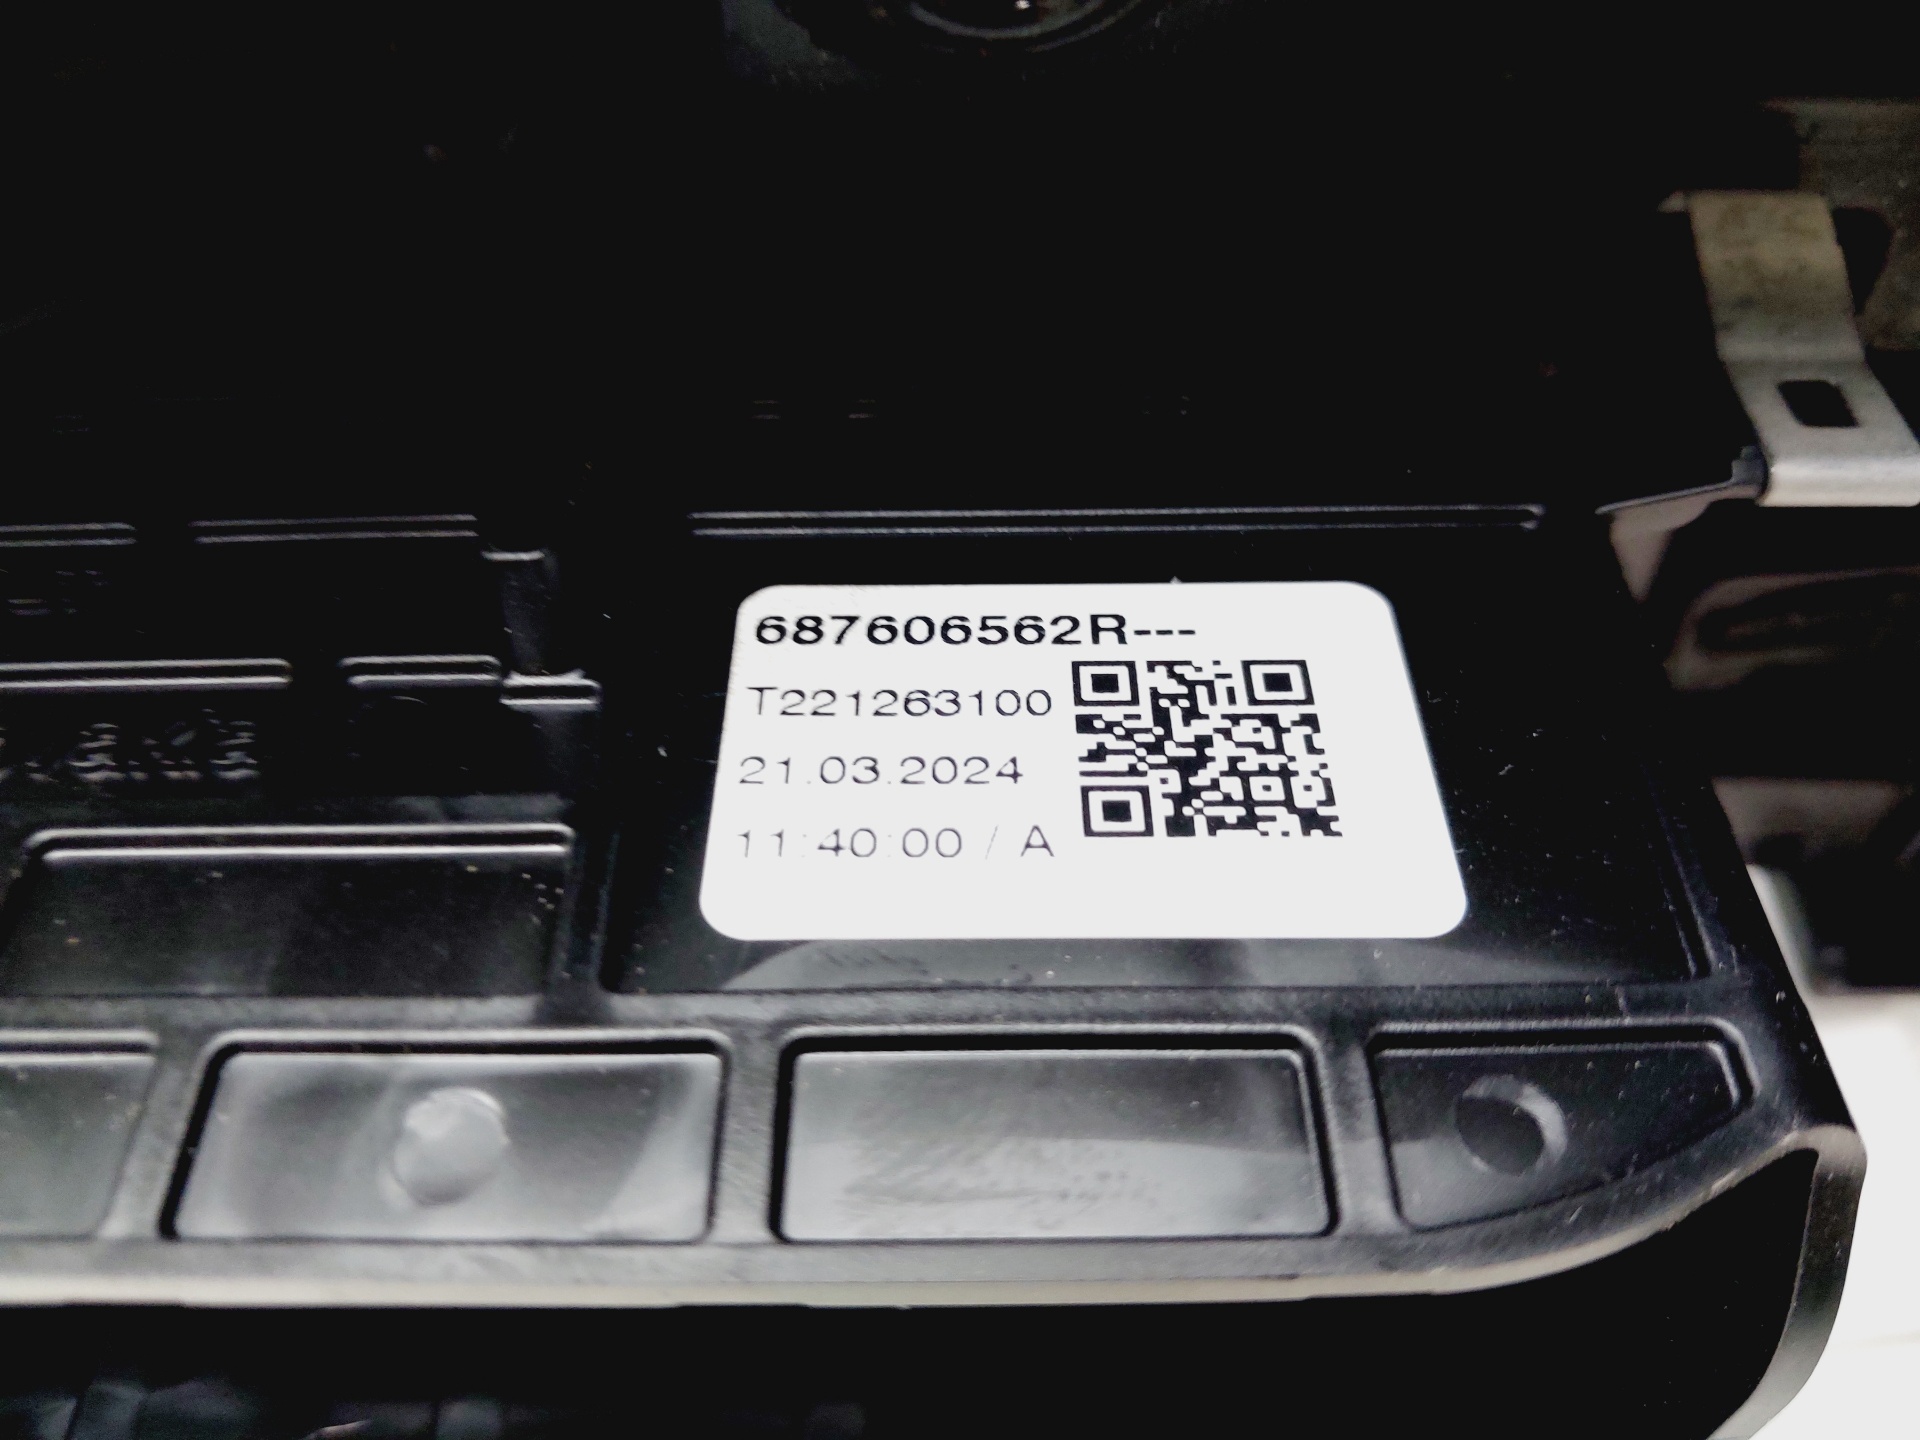 687606562R---
T221263100
21.03.2024
11:40:00 / A